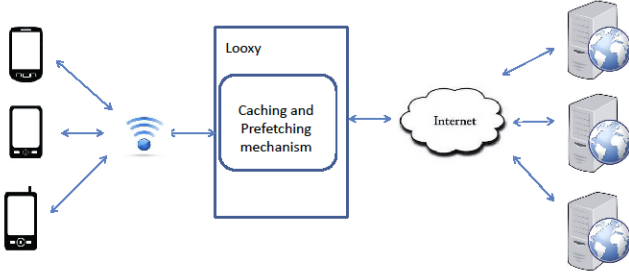 Looxy
Caching and
Prefetching
mechanism
Internet